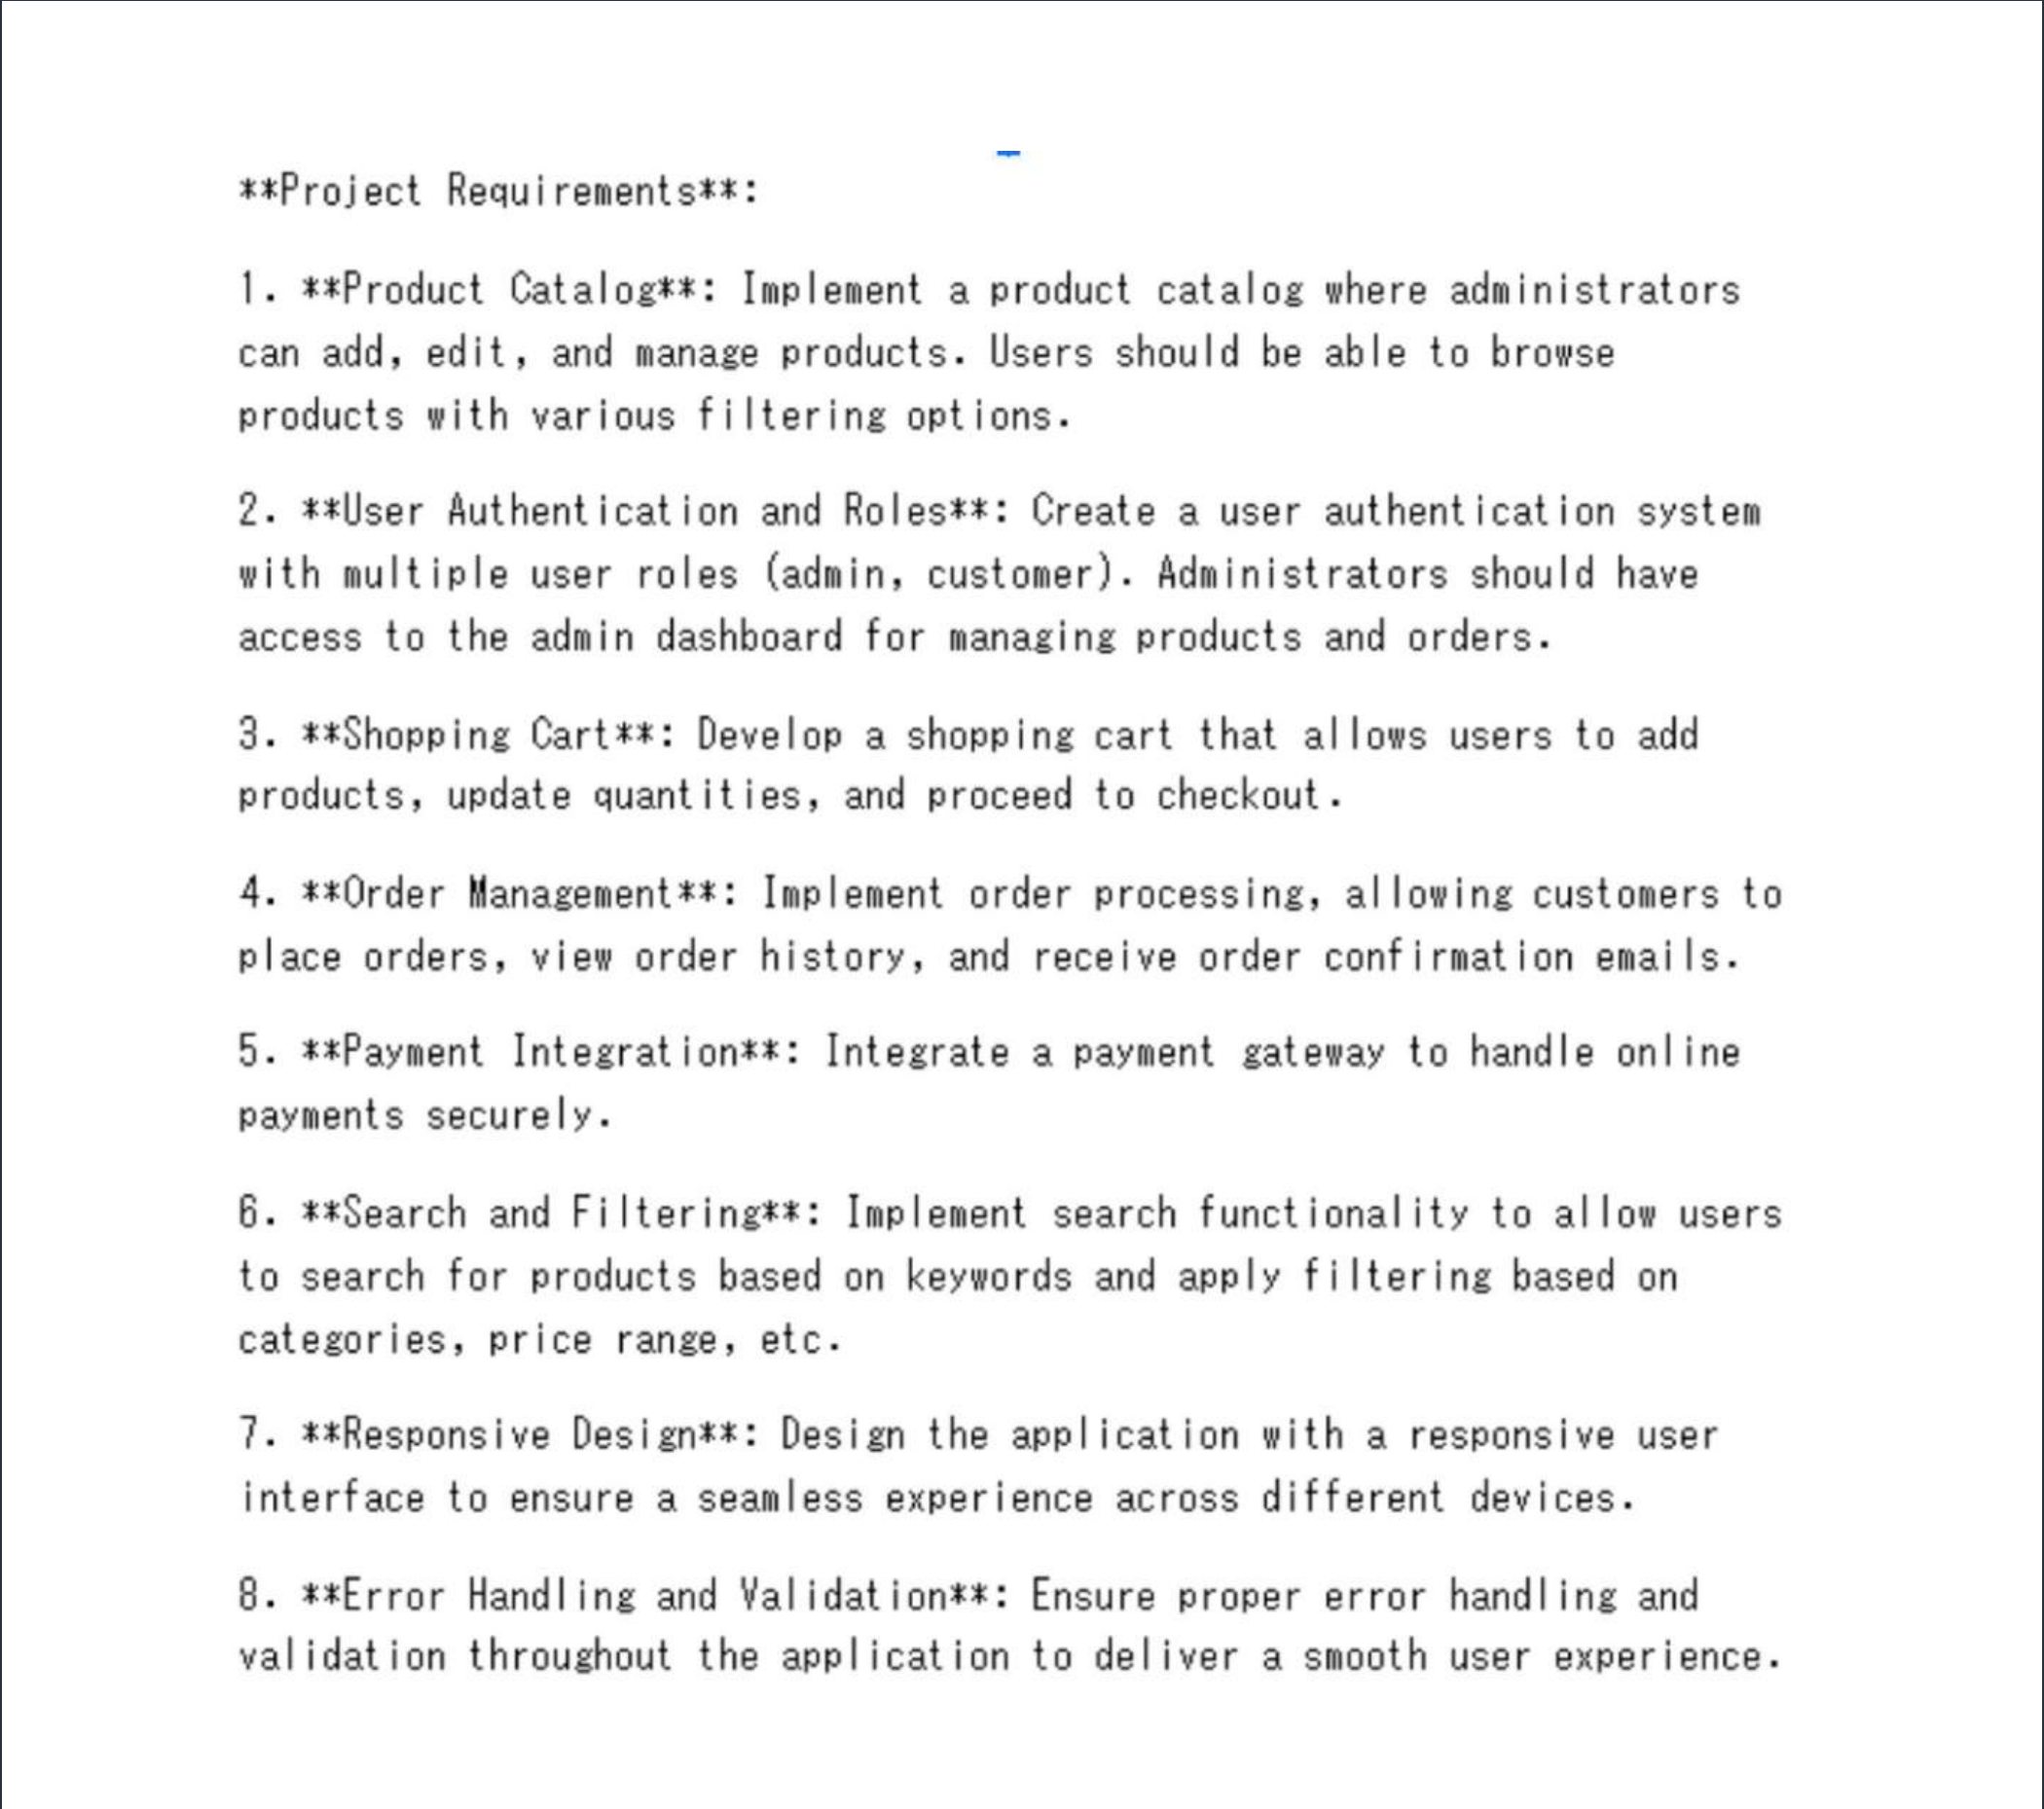 **Project Requirements**:
1. **Product Catalog**: Implement a product catalog where administrators
can add, edit, and manage products. Users should be able to browse
products with various filtering options.
2. **User Authentication and Roles**: Create a user authentication system
with multiple user roles (admin, customer). Administrators should have
access to the admin dashboard for managing products and orders.
3. **Shopping Cart**: Develop a shopping cart that allows users to add
products, update quantities, and proceed to checkout.
4. **Order Management**: Implement order processing, allowing customers to
place orders, view order history, and receive order confirmation emails.
5. **Payment Integration**: Integrate a payment gateway to handle online
payments securely.
6. **Search and Filtering**: Implement search functionality to allow users
to search for products based on keywords and apply filtering based on
categories, price range, etc.
7. **Responsive Design**: Design the application with a responsive user
interface to ensure a seamless experience across different devices.
8. **Error Handling and Validation**: Ensure proper error handling and
validation throughout the application to deliver a smooth user experience.